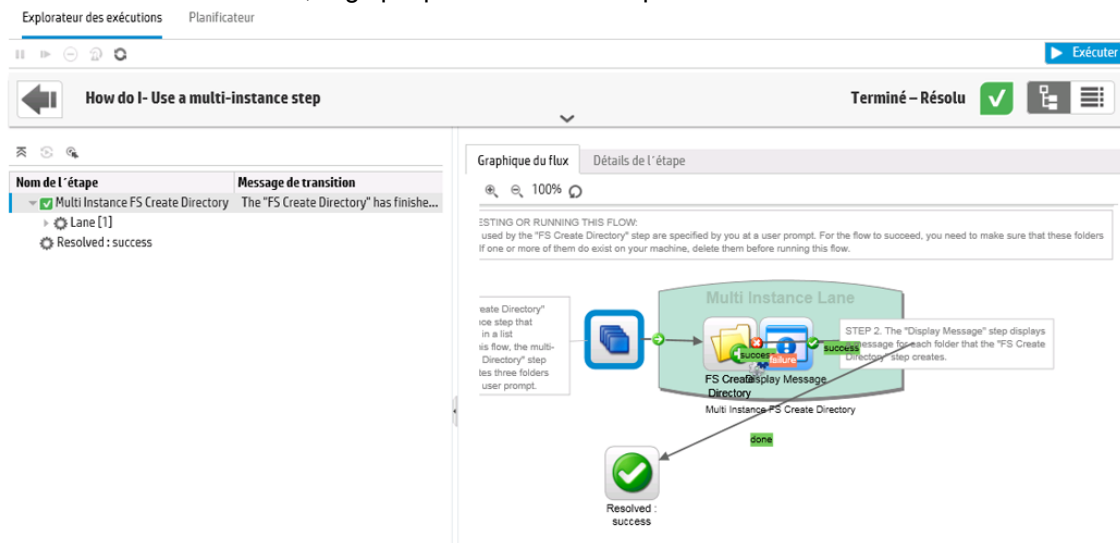 Explorateur des exécutions Planificateur
Exécuter
How do I- Use a multi-instance step
Terminé – Résolu
Nom de l´étape Message de transition
Multi Instance FS Create Directory The "FS Create Directory" has finishe...
Lane [1]
Resolved : success
Graphique du flux Détails de l´étape
100%
ESTING OR RUNNING THIS FLOW:
used by the "FS Create Directory" step are specified by you at a user prompt. For the flow to succeed, you need to make sure that these folders
If one or more of them do exist on your machine, delete them before running this flow.
reate Directory"
nce step that
in a list
his flow, the multi-
Directory" step
tes three folders
user prompt.
Multi Instance Lane
success
failure
success
FS Create
Directory
Display Message
STEP 2. The "Display Message" step displays
message for each folder that the "FS Create
Directory" step creates.
Multi Instance FS Create Directory
done
Resolved :
success